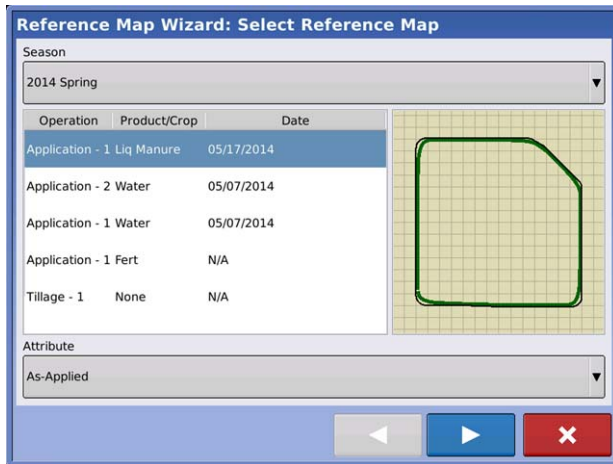 Reference Map Wizard: Select Reference Map
Season
2014 Spring
Operation Product/Crop Date
Application - 1 Liq Manure 05/17/2014
Application - 2 Water 05/07/2014
Application - 1 Water 05/07/2014
Application - 1 Fert N/A
Tillage - 1 None N/A
Attribute
As-Applied